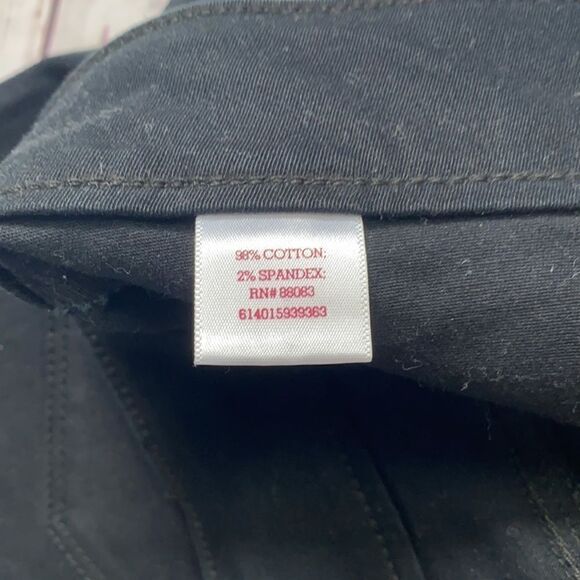 98% COTTON;
2% SPANDEX;
RN# 88083
614015939363